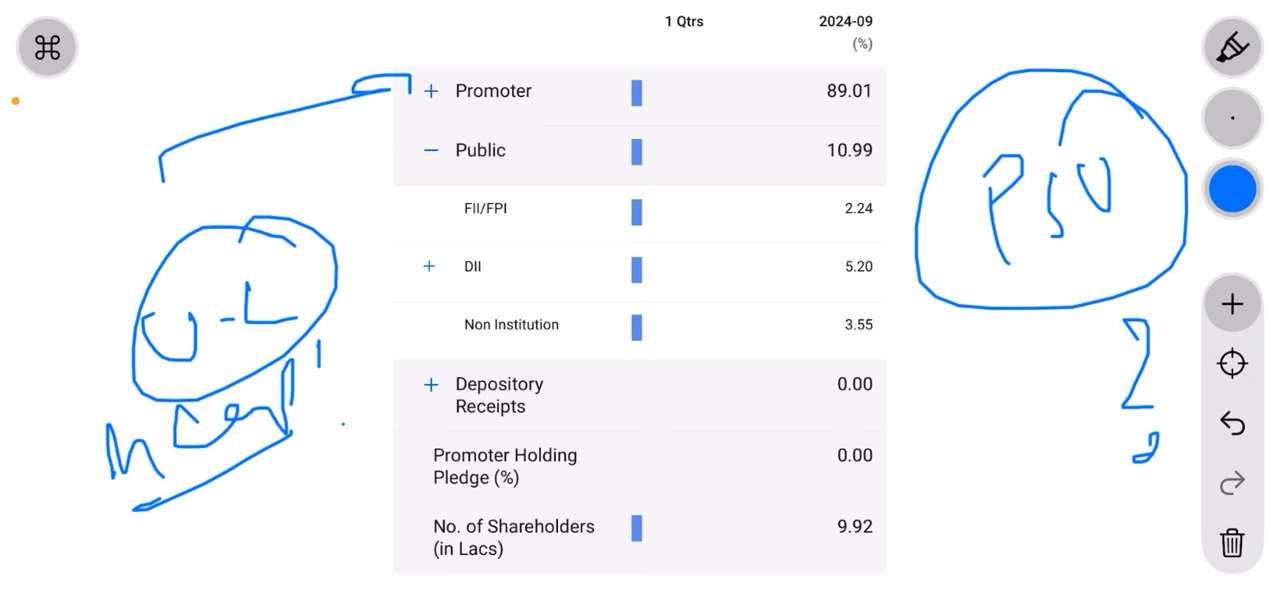 1 Qtrs 2024-09
(%)
+ Promoter 89.01
− Public 10.99
FII/FPI 2.24
+ DII 5.20
Non Institution 3.55
+ Depository Receipts 0.00
Promoter Holding Pledge (%) 0.00
No. of Shareholders (in Lacs) 9.92
PSU
U-L